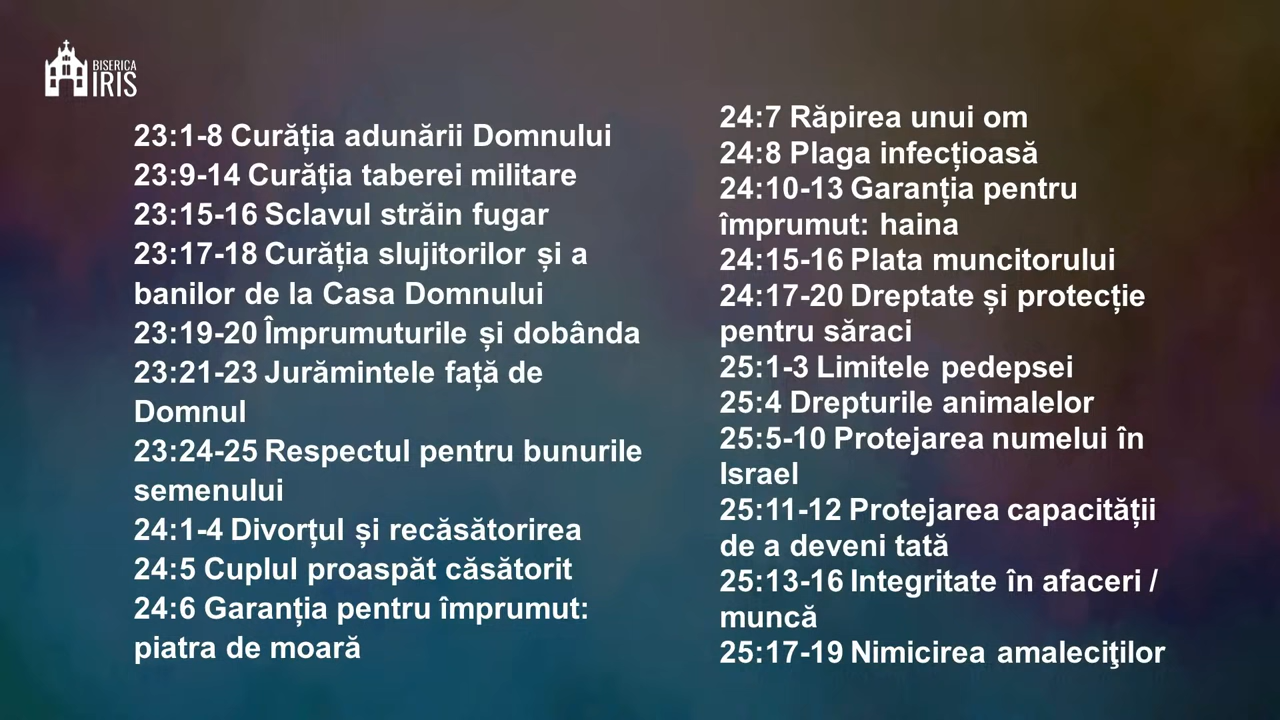 BISERICA
IRIS
23:1-8 Curăția adunării Domnului
23:9-14 Curăția taberei militare
23:15-16 Sclavul străin fugar
23:17-18 Curăția slujitorilor și a
banilor de la Casa Domnului
23:19-20 Împrumuturile și dobânda
23:21-23 Jurămintele față de
Domnul
23:24-25 Respectul pentru bunurile
semenului
24:1-4 Divorțul și recăsătorirea
24:5 Cuplul proaspăt căsătorit
24:6 Garanția pentru împrumut:
piatra de moară
24:7 Răpirea unui om
24:8 Plaga infecțioasă
24:10-13 Garanția pentru
împrumut: haina
24:15-16 Plata muncitorului
24:17-20 Dreptate și protecție
pentru săraci
25:1-3 Limitele pedepsei
25:4 Drepturile animalelor
25:5-10 Protejarea numelui în
Israel
25:11-12 Protejarea capacității
de a deveni tată
25:13-16 Integritate în afaceri /
muncă
25:17-19 Nimicirea amaleciţilor